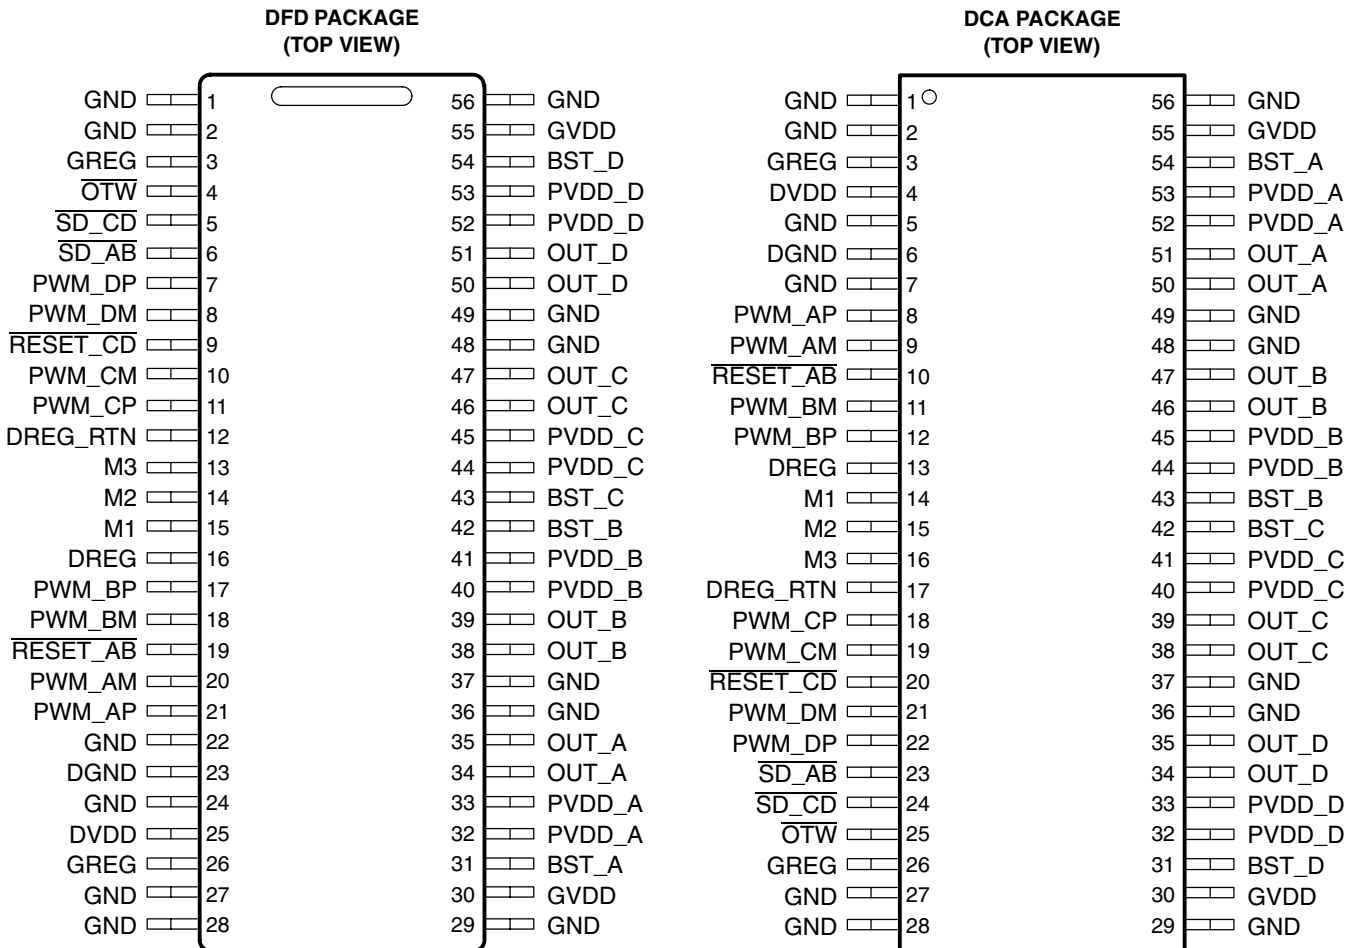 DFD PACKAGE
(TOP VIEW)
GND 1 56 GND
GND 2 55 GVDD
GREG 3 54 BST_D
OTW 4 53 PVDD_D
SD_CD 5 52 PVDD_D
SD_AB 6 51 OUT_D
PWM_DP 7 50 OUT_D
PWM_DM 8 49 GND
RESET_CD 9 48 GND
PWM_CM 10 47 OUT_C
PWM_CP 11 46 OUT_C
DREG_RTN 12 45 PVDD_C
M3 13 44 PVDD_C
M2 14 43 BST_C
M1 15 42 BST_B
DREG 16 41 PVDD_B
PWM_BP 17 40 PVDD_B
PWM_BM 18 39 OUT_B
RESET_AB 19 38 OUT_B
PWM_AM 20 37 GND
PWM_AP 21 36 GND
GND 22 35 OUT_A
DGND 23 34 OUT_A
GND 24 33 PVDD_A
DVDD 25 32 PVDD_A
GREG 26 31 BST_A
GND 27 30 GVDD
GND 28 29 GND
DCA PACKAGE
(TOP VIEW)
GND 1 56 GND
GND 2 55 GVDD
GREG 3 54 BST_A
DVDD 4 53 PVDD_A
GND 5 52 PVDD_A
DGND 6 51 OUT_A
GND 7 50 OUT_A
PWM_AP 8 49 GND
PWM_AM 9 48 GND
RESET_AB 10 47 OUT_B
PWM_BM 11 46 OUT_B
PWM_BP 12 45 PVDD_B
DREG 13 44 PVDD_B
M1 14 43 BST_B
M2 15 42 BST_C
M3 16 41 PVDD_C
DREG_RTN 17 40 PVDD_C
PWM_CP 18 39 OUT_C
PWM_CM 19 38 OUT_C
RESET_CD 20 37 GND
PWM_DM 21 36 GND
PWM_DP 22 35 OUT_D
SD_AB 23 34 OUT_D
SD_CD 24 33 PVDD_D
OTW 25 32 PVDD_D
GREG 26 31 BST_D
GND 27 30 GVDD
GND 28 29 GND